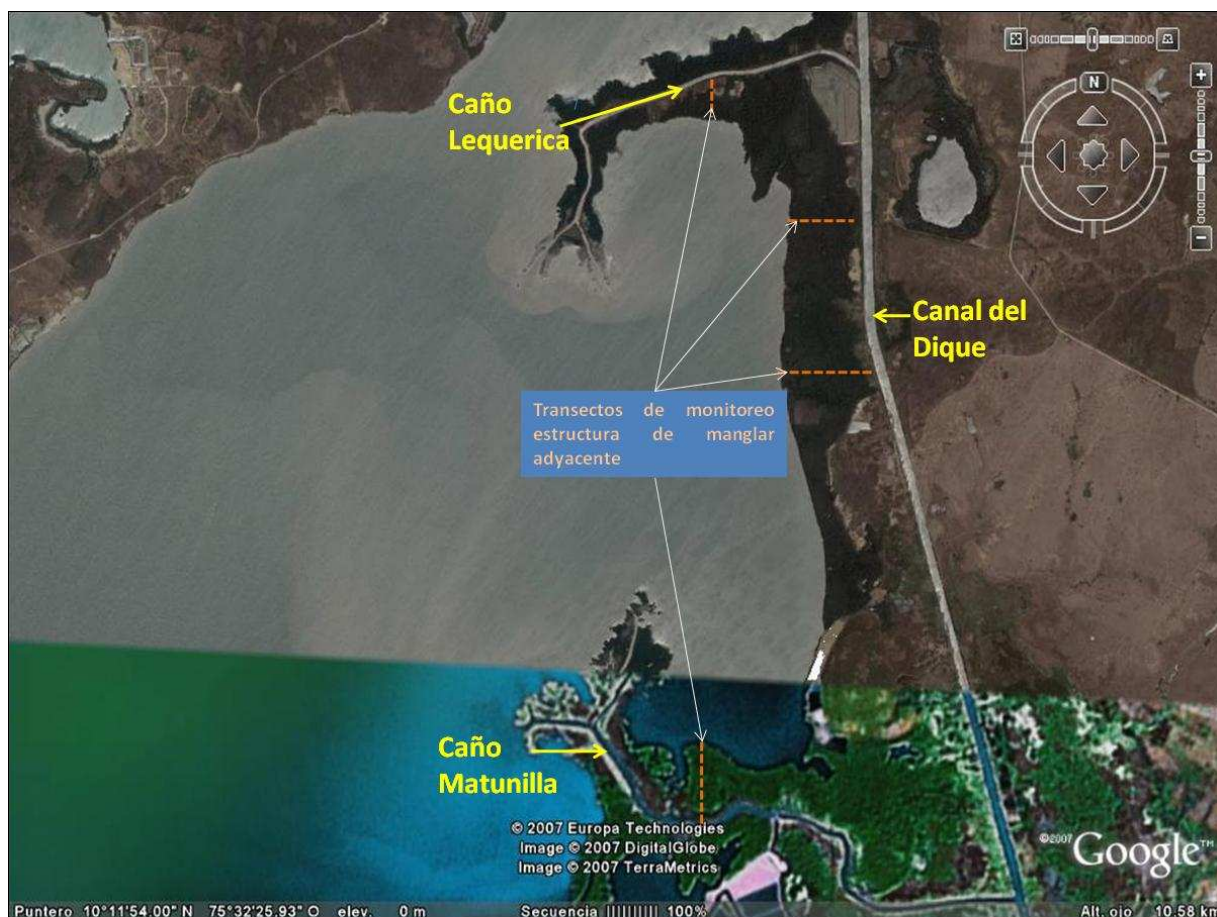 Caño
Lequerica
N
Canal del
Dique
Transectos de monitoreo
estructura de manglar
adyacente
Caño
Matunilla
© 2007 Europa Technologies
Image © 2007 DigitalGlobe
Image © 2007 TerraMetrics
©2007 Google™
Puntero 10°11'54.00" N 75°32'25.93" O elev. 0 m Secuencia 100% Alt. ojo 10.58 km